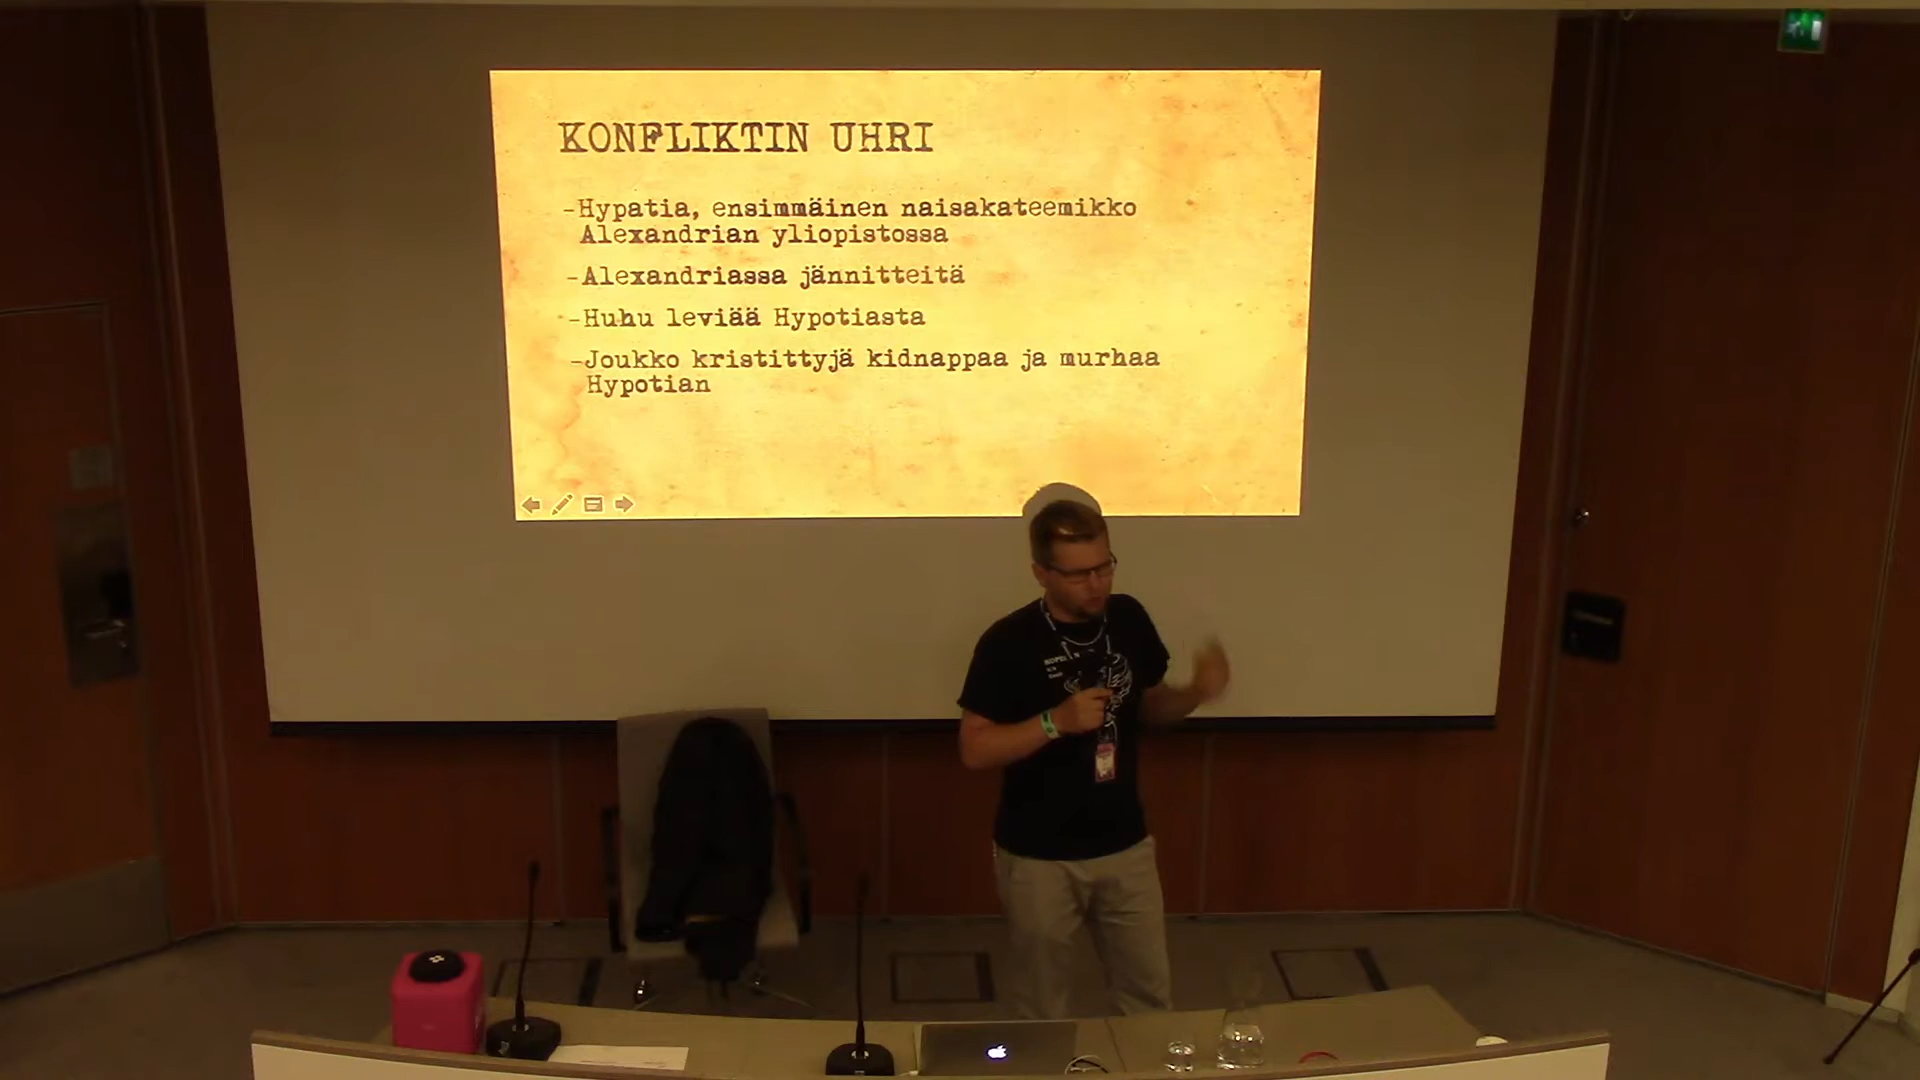 KONFLIKTIN UHRI
-Hypatia, ensimmäinen naisakateemikko
Alexandrian yliopistossa
-Alexandriassa jännitteitä
-Huhu leviää Hypotiasta
-Joukko kristittyjä kidnappaa ja murhaa
Hypotian